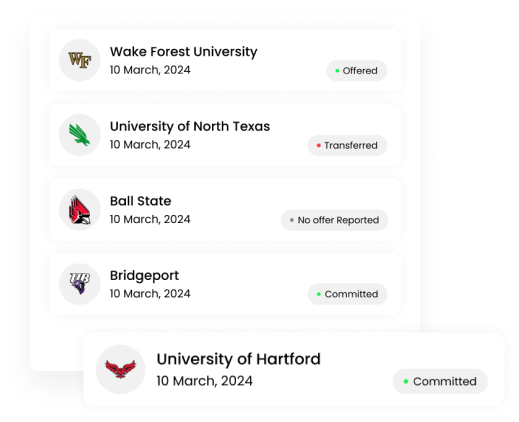 WF
Wake Forest University
10 March, 2024
Offered
University of North Texas
10 March, 2024
Transferred
Ball State
10 March, 2024
No offer Reported
UB
Bridgeport
10 March, 2024
Committed
University of Hartford
10 March, 2024
Committed